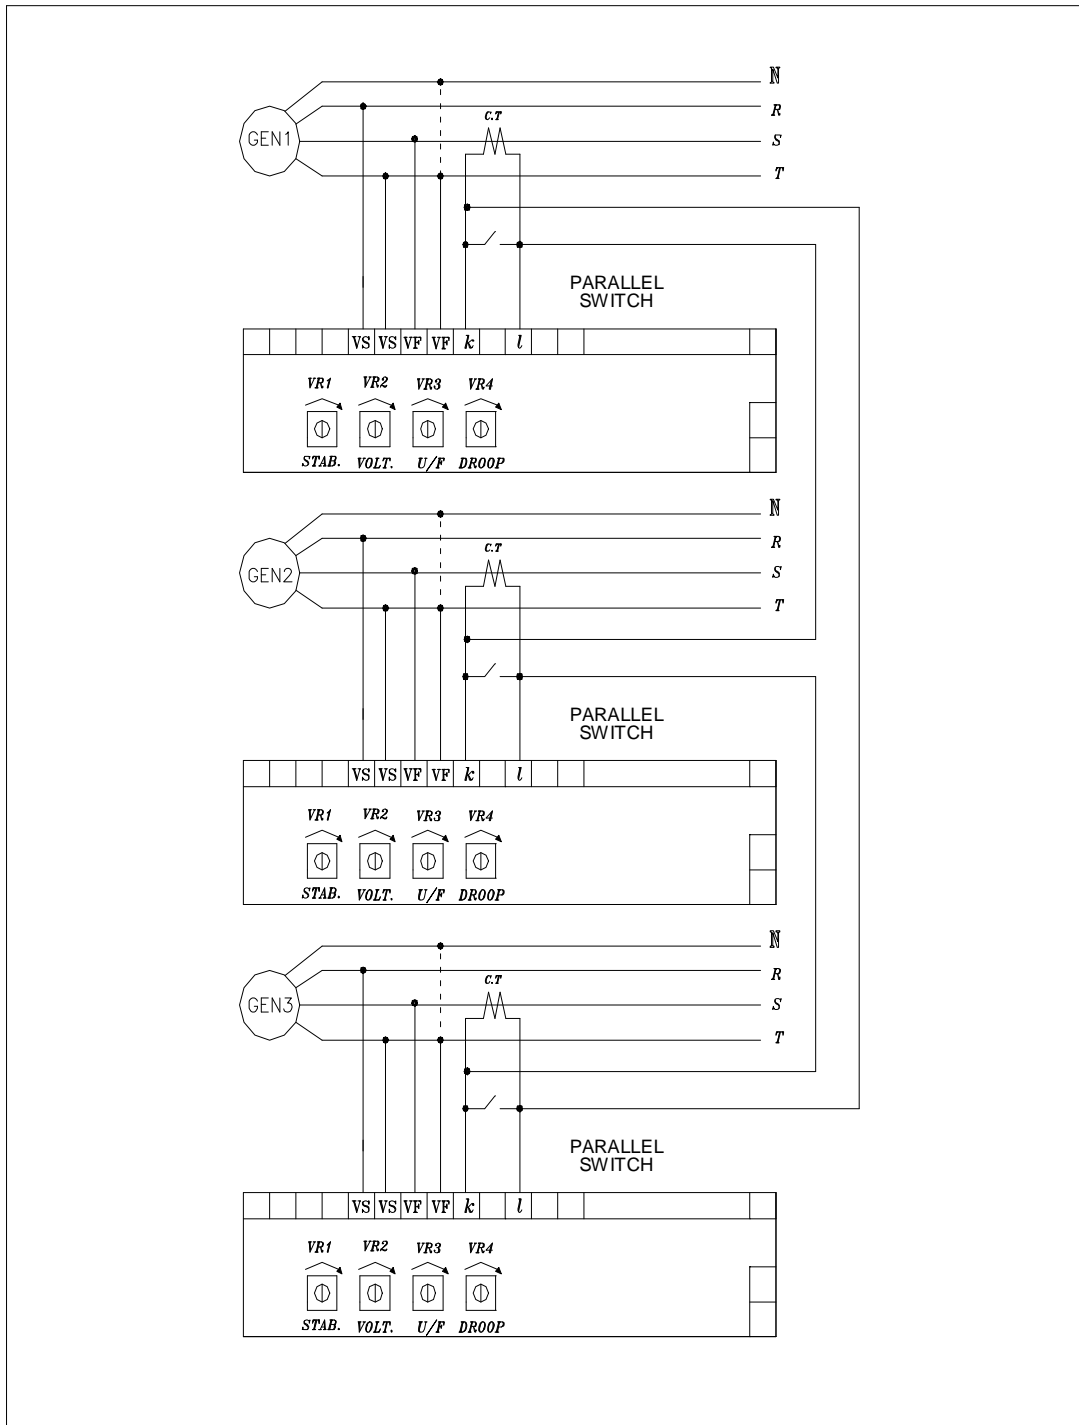 N
R
C.T
GEN1
S
T
PARALLEL
SWITCH
VS VS VF VF k l
VR1 VR2 VR3 VR4
STAB. VOLT. U/F DROOP
N
R
C.T
GEN2
S
T
PARALLEL
SWITCH
VS VS VF VF k l
VR1 VR2 VR3 VR4
STAB. VOLT. U/F DROOP
N
R
C.T
GEN3
S
T
PARALLEL
SWITCH
VS VS VF VF k l
VR1 VR2 VR3 VR4
STAB. VOLT. U/F DROOP